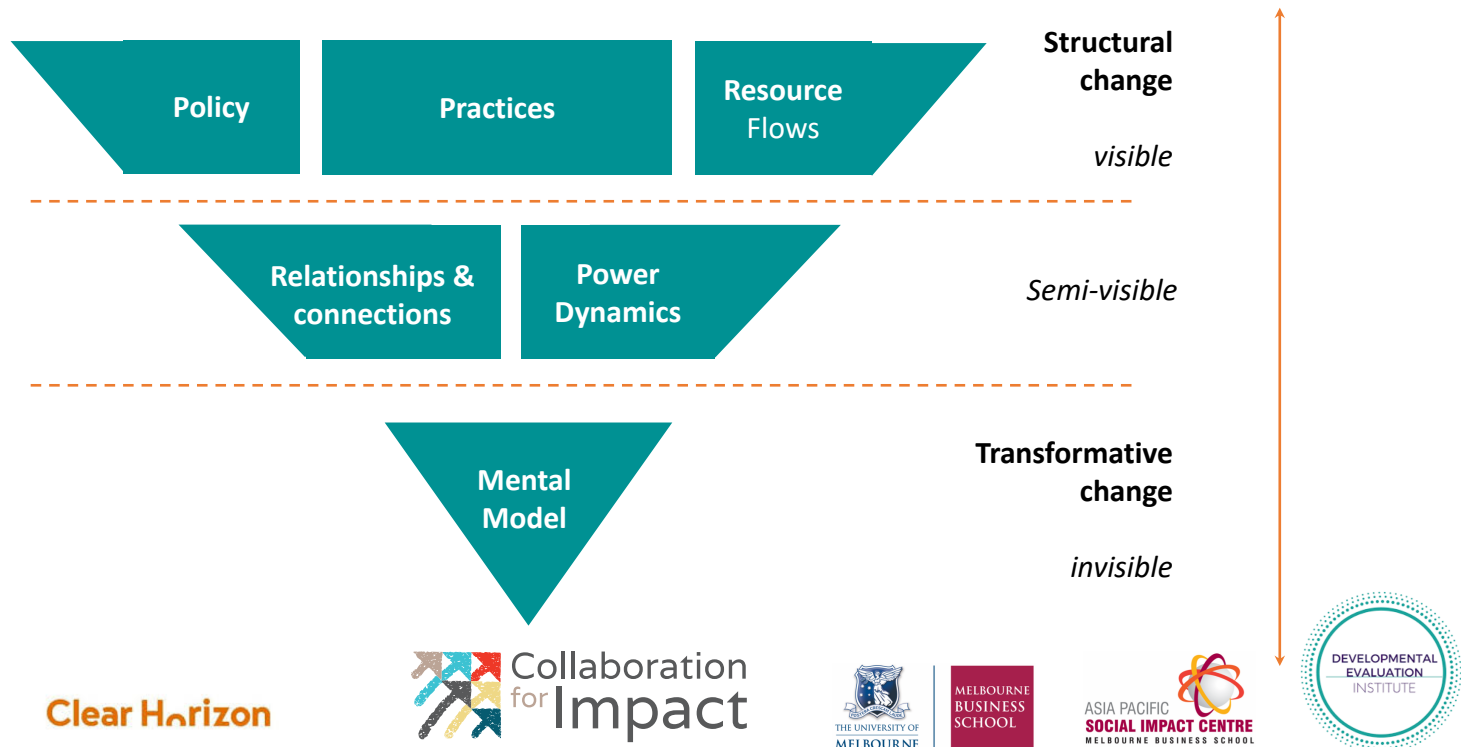 Policy
Practices
Resource
Flows
Structural
change
visible
Relationships &
connections
Power
Dynamics
Semi-visible
Mental
Model
Transformative
change
invisible
Clear Horizon
Collaboration
for Impact
THE UNIVERSITY OF
MELBOURNE
MELBOURNE
BUSINESS
SCHOOL
ASIA PACIFIC
SOCIAL IMPACT CENTRE
MELBOURNE BUSINESS SCHOOL
DEVELOPMENTAL
EVALUATION
INSTITUTE